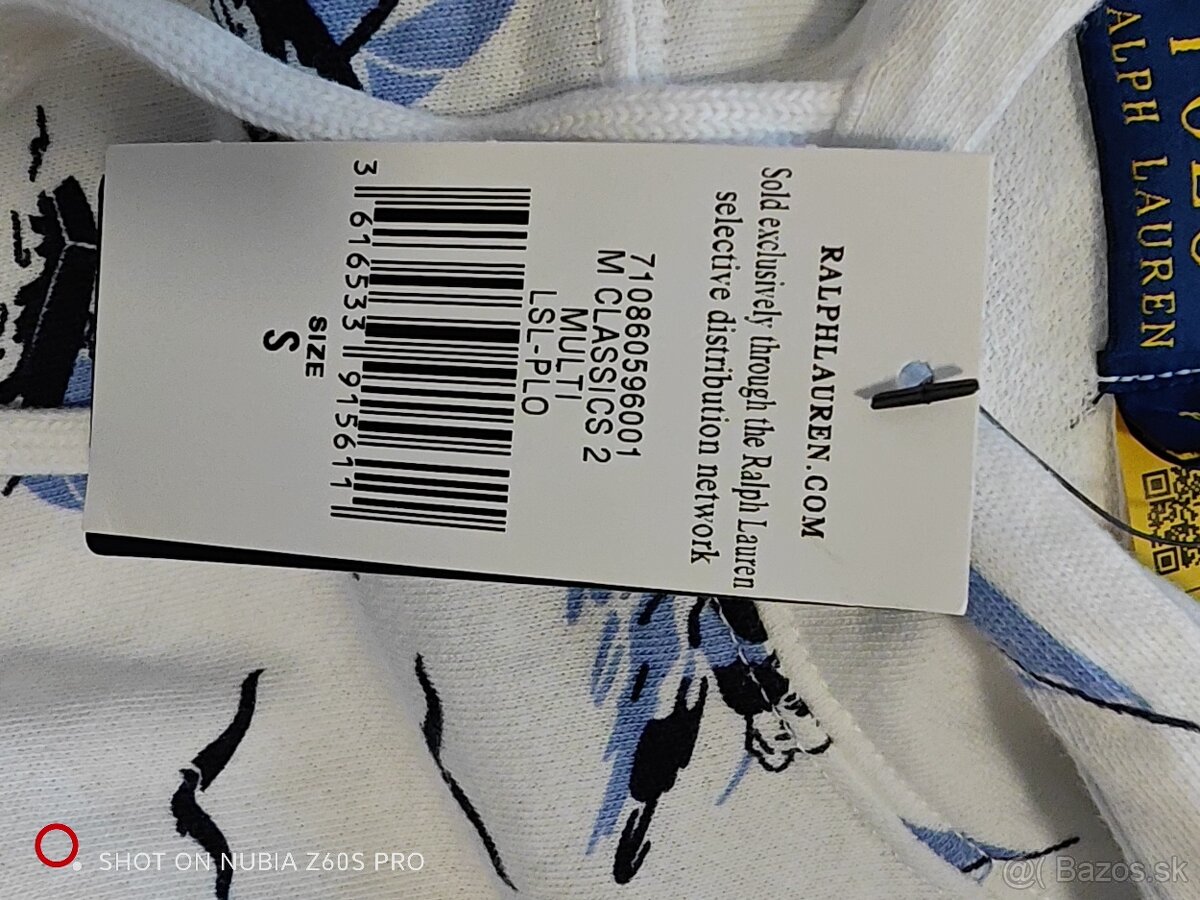 RALPHLAUREN.COM
Sold exclusively through the Ralph Lauren
selective distribution network
710860596001
M CLASSICS 2
MULTI
LSL-PLO
3 616533 915611
SIZE
S
RALPH LAUREN
SHOT ON NUBIA Z60S PRO
@( Bazos.sk